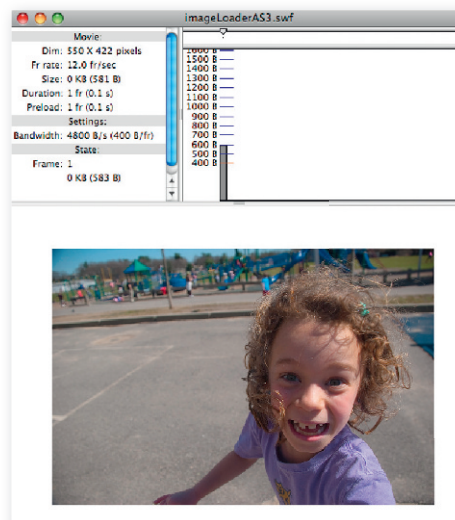 imageLoaderAS3.swf
Movie:
Dim: 550 X 422 pixels
Fr rate: 12.0 fr/sec
Size: 0 KB (581 B)
Duration: 1 fr (0.1 s)
Preload: 1 fr (0.1 s)
Settings:
Bandwidth: 4800 B/s (400 B/fr)
State:
Frame: 1
0 KB (583 B)
1600 B
1500 B
1400 B
1300 B
1200 B
1100 B
1000 B
900 B
800 B
700 B
600 B
500 B
400 B